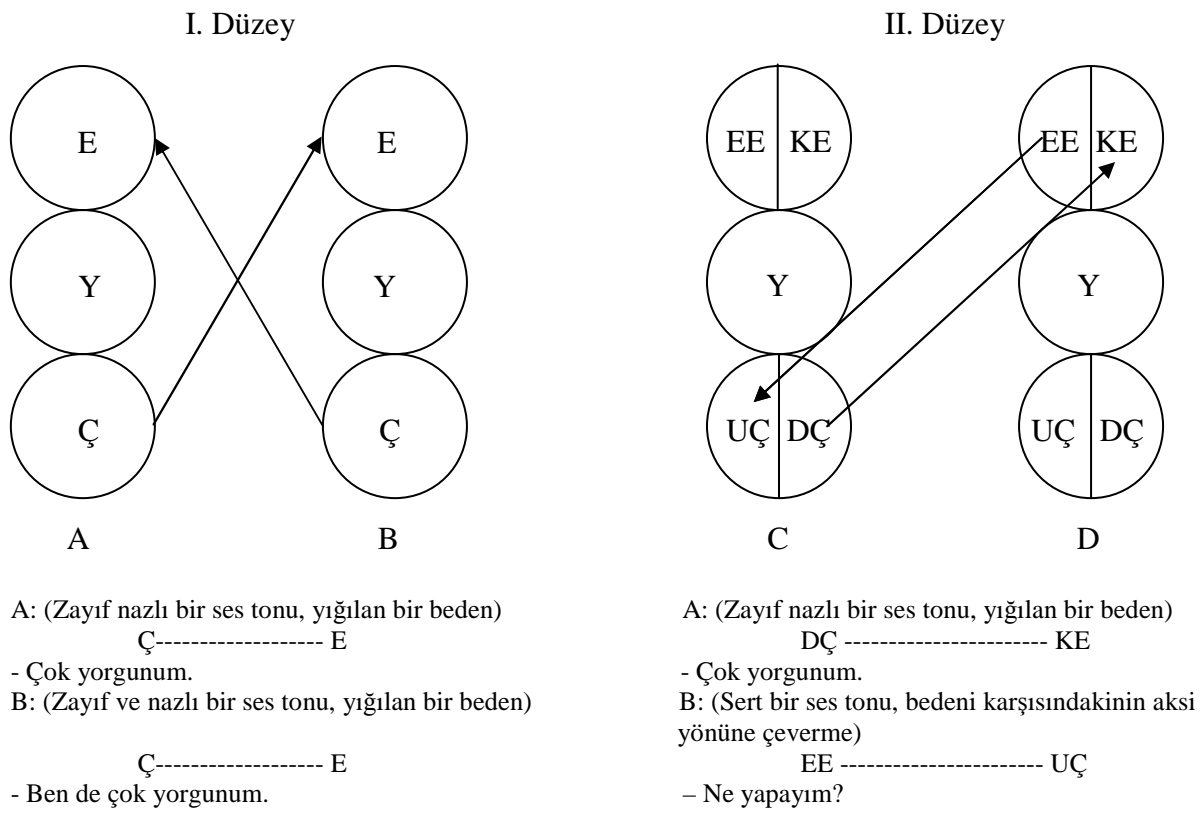 I. Düzey
E
E
Y
Y
Ç
Ç
A
B
A: (Zayıf nazlı bir ses tonu, yığılan bir beden)
Ç------------------- E
- Çok yorgunum.
B: (Zayıf ve nazlı bir ses tonu, yığılan bir beden)
Ç------------------- E
- Ben de çok yorgunum.
II. Düzey
EE KE
EE KE
Y
Y
UÇ DÇ
UÇ DÇ
C
D
A: (Zayıf nazlı bir ses tonu, yığılan bir beden)
DÇ ----------------------- KE
- Çok yorgunum.
B: (Sert bir ses tonu, bedeni karşısındakinin aksi
yönüne çeverme)
EE ----------------------- UÇ
– Ne yapayım?